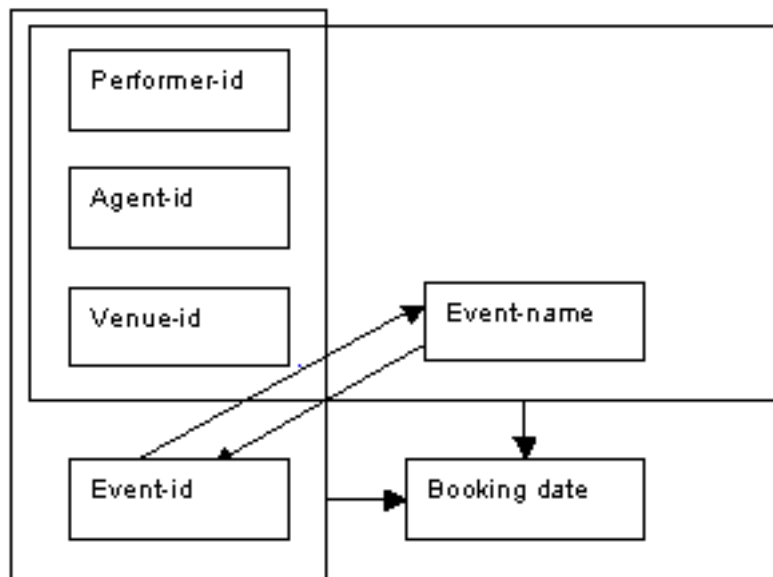 Performer-id
Agent-id
Venue-id
Event-name
Event-id
Booking date